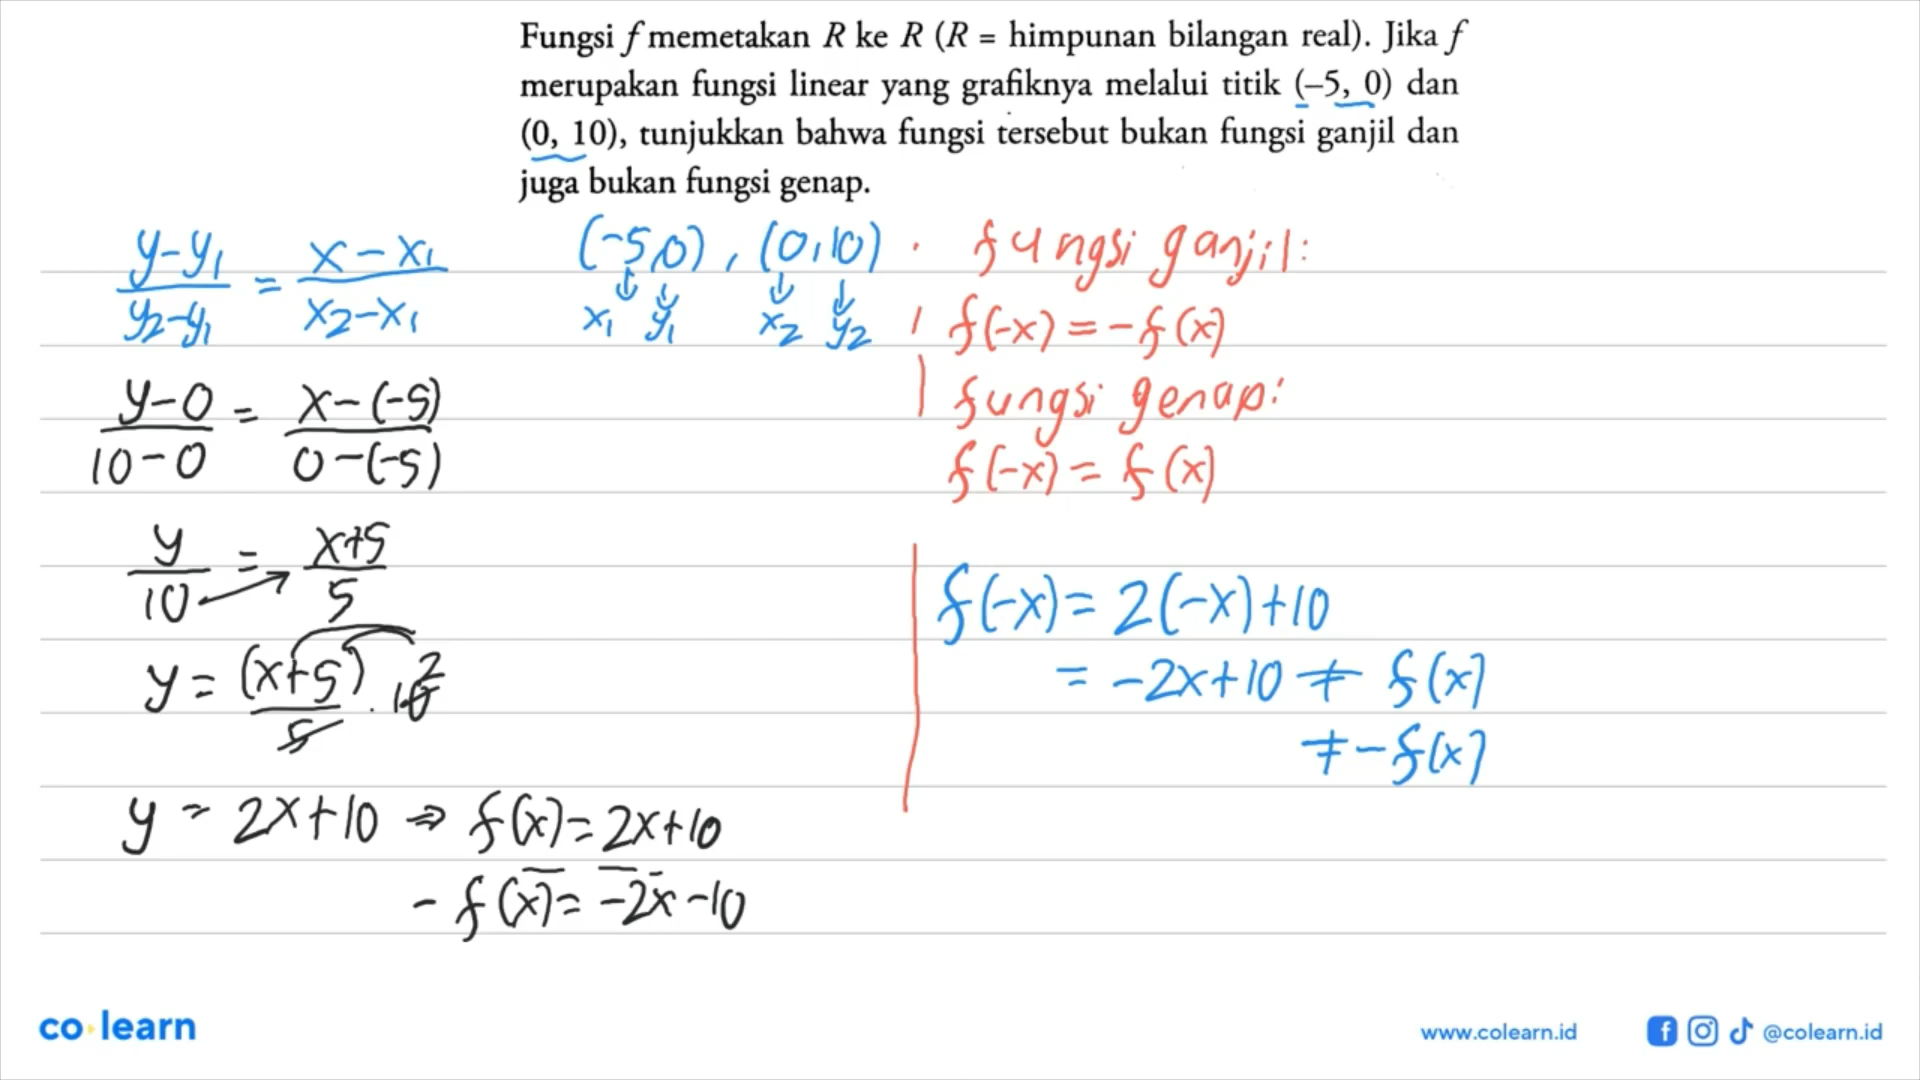 Fungsi f memetakan R ke R (R = himpunan bilangan real). Jika f
merupakan fungsi linear yang grafiknya melalui titik (–5, 0) dan
(0, 10), tunjukkan bahwa fungsi tersebut bukan fungsi ganjil dan
juga bukan fungsi genap.
(y-y₁)/(y₂-y₁) = (x-x₁)/(x₂-x₁)
(-5,0), (0,10)
x₁ y₁ x₂ y₂
(y-0)/(10-0) = (x-(-5))/(0-(-5))
y/10 = (x+5)/5
y = (x+5)/5 . 10 2
y = 2x+10 ⇒ f(x) = 2x+10
-f(x) = -2x-10
fungsi ganjil:
f(-x) = -f(x)
fungsi genap:
f(-x) = f(x)
f(-x) = 2(-x)+10
= -2x+10 ≠ f(x)
≠ -f(x)
co learn
www.colearn.id
@colearn.id